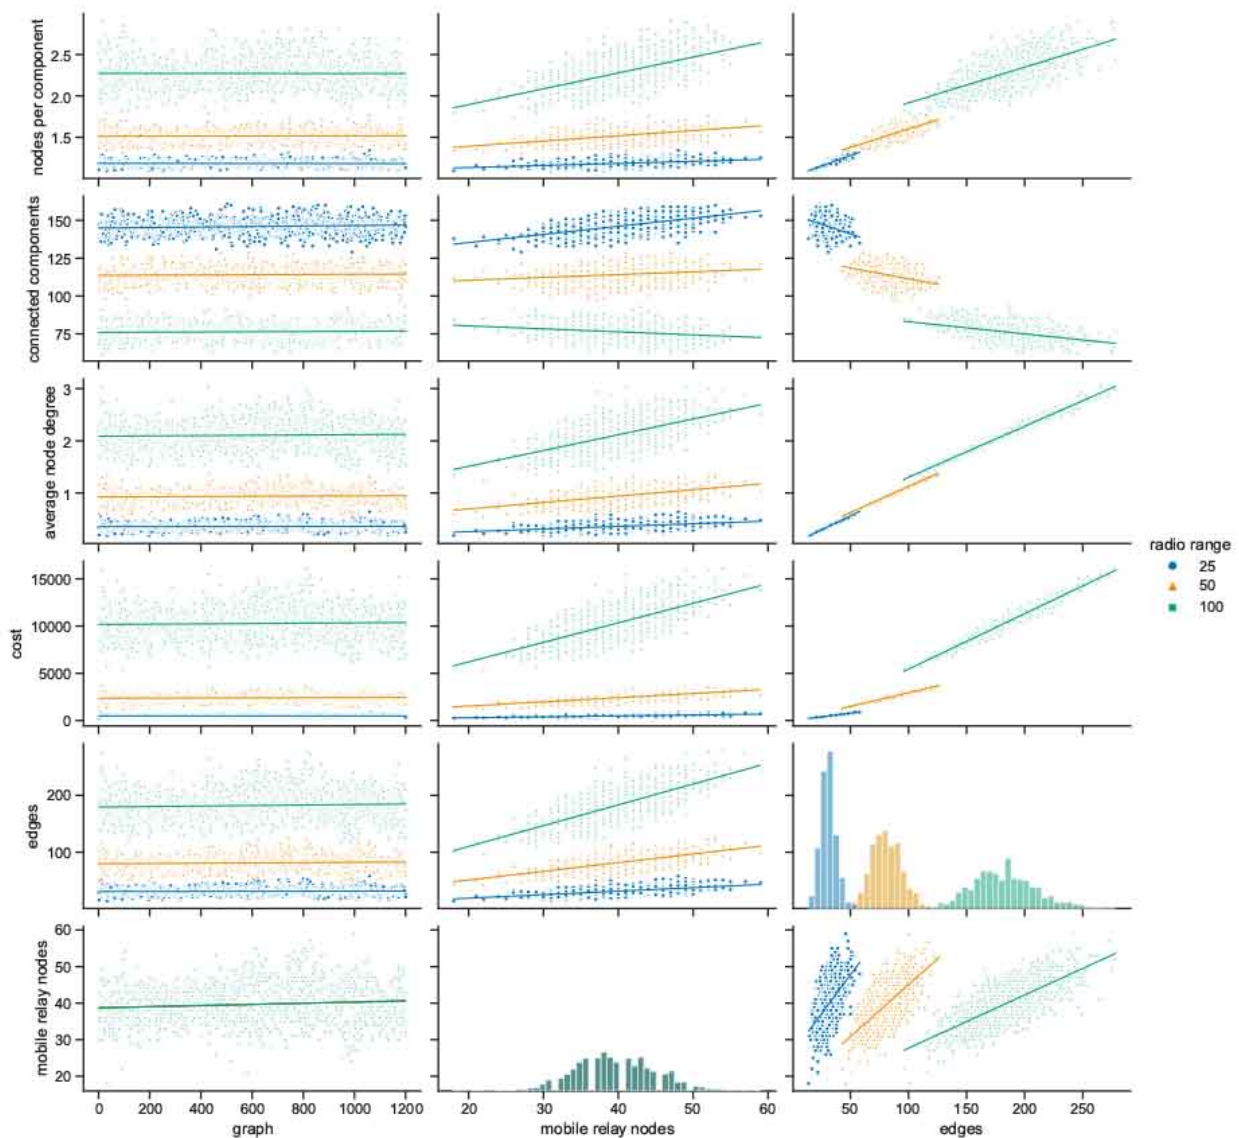 nodes per component
2.5
2.0
1.5
connected components
150
125
100
75
average node degree
3
2
1
cost
15000
10000
5000
0
edges
200
100
mobile relay nodes
60
50
40
30
20
0 200 400 600 800 1000 1200
graph
20 30 40 50 60
mobile relay nodes
50 100 150 200 250
edges
radio range
25
50
100